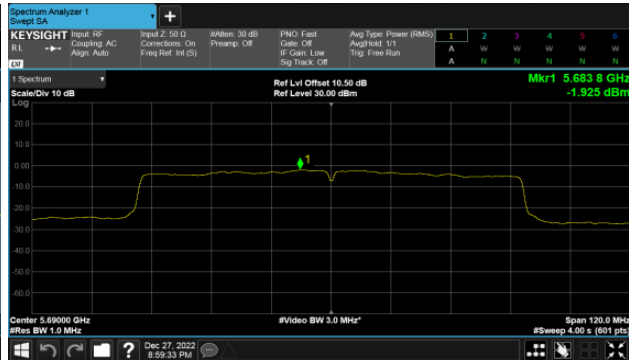 Spectrum Analyzer 1
Swept SA
+
KEYSIGHT Input: RF
RL
Coupling: AC
Align: Auto
LXI
Input Z: 50 Ω
Corrections: On
Freq Ref: Int (S)
#Atten: 30 dB
Preamp: Off
PNO: Fast
Gate: Off
IF Gain: Low
Sig Track: Off
Avg Type: Power (RMS)
Avg|Hold: 1/1
Trig: Free Run
1 2 3 4 5 6
A W W W W W
A N N N N N
1 Spectrum
Scale/Div 10 dB
Log
Ref Lvl Offset 10.50 dB
Ref Level 30.00 dBm
Mkr1 5.683 8 GHz
-1.925 dBm
20.0
10.0
0.00
-10.0
-20.0
-30.0
-40.0
-50.0
-60.0
1
Center 5.69000 GHz
#Res BW 1.0 MHz
#Video BW 3.0 MHz*
Span 120.0 MHz
#Sweep 4.00 s (601 pts)
?
Dec 27, 2022
8:59:33 PM